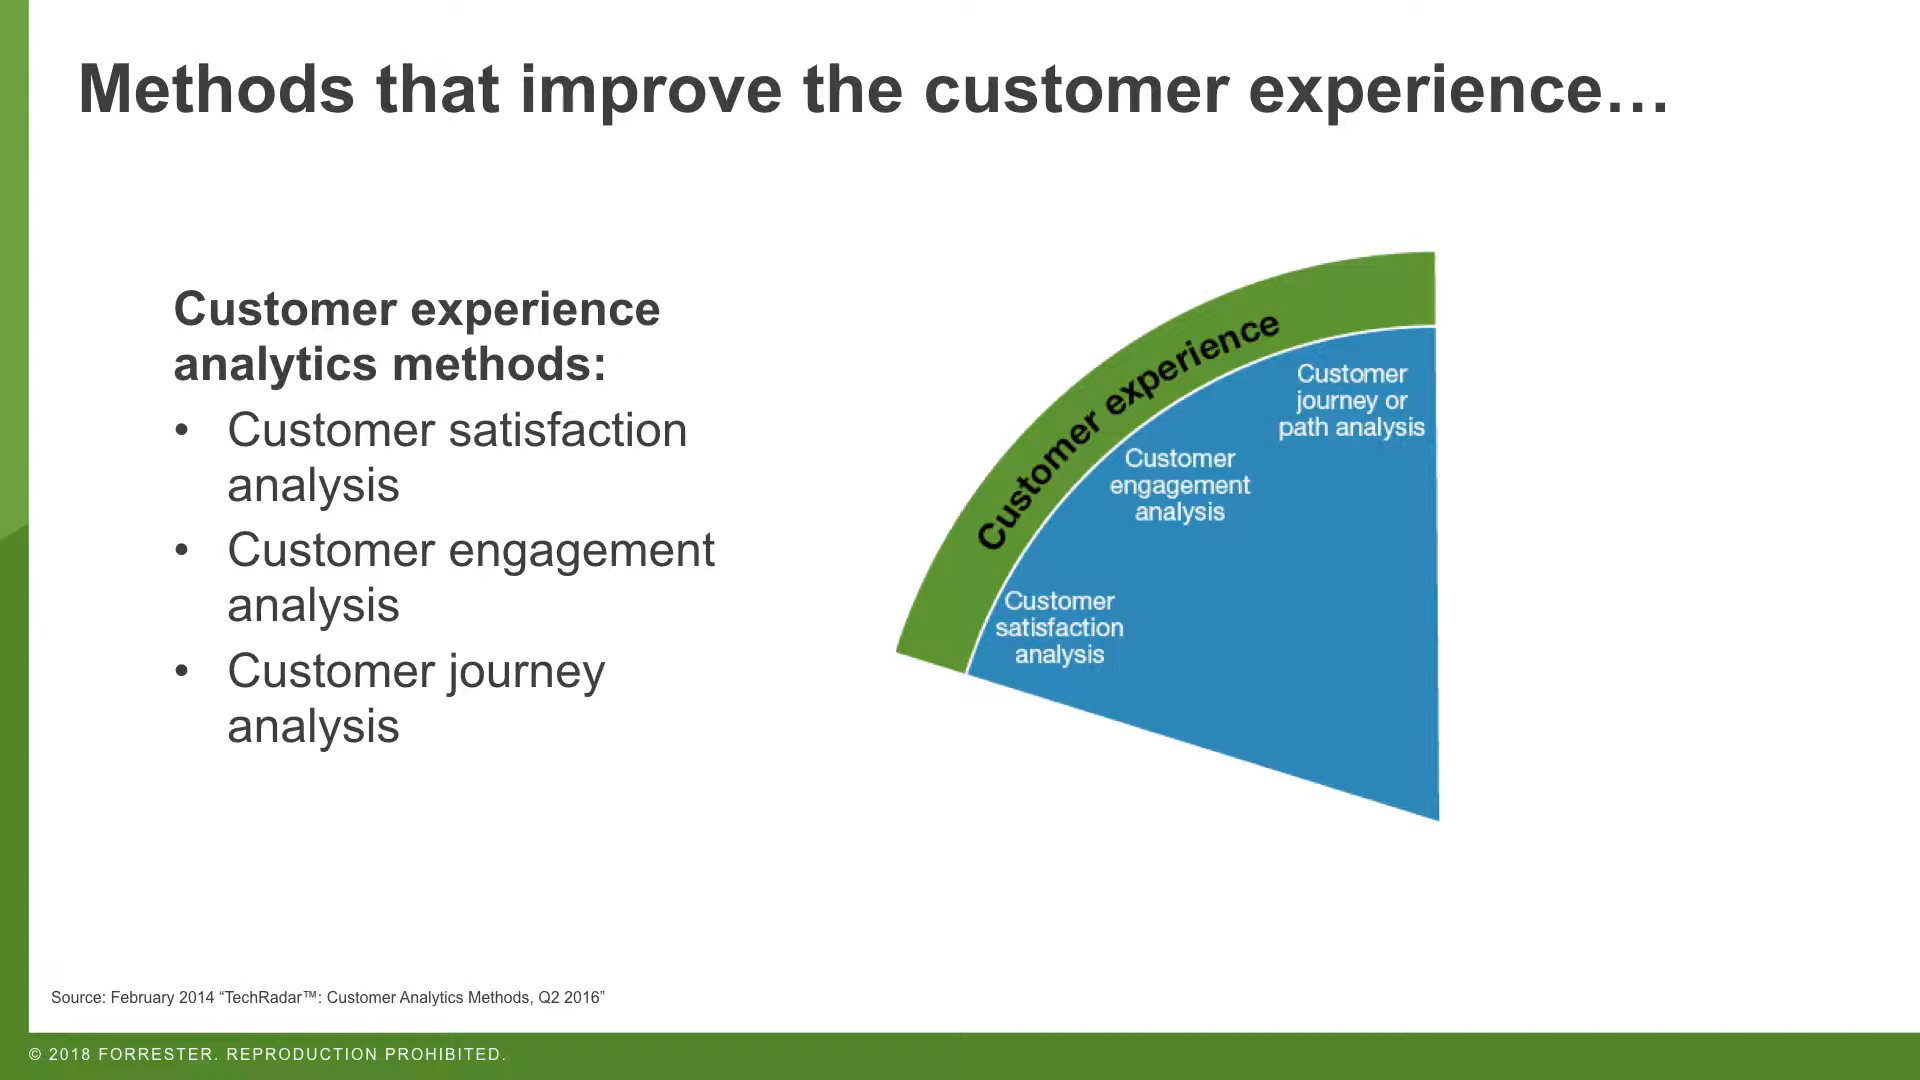 Methods that improve the customer experience…
Customer experience
analytics methods:
• Customer satisfaction
analysis
• Customer engagement
analysis
• Customer journey
analysis
Customer experience
Customer
journey or
path analysis
Customer
engagement
analysis
Customer
satisfaction
analysis
Source: February 2014 “TechRadar™: Customer Analytics Methods, Q2 2016”
© 2018 FORRESTER. REPRODUCTION PROHIBITED.